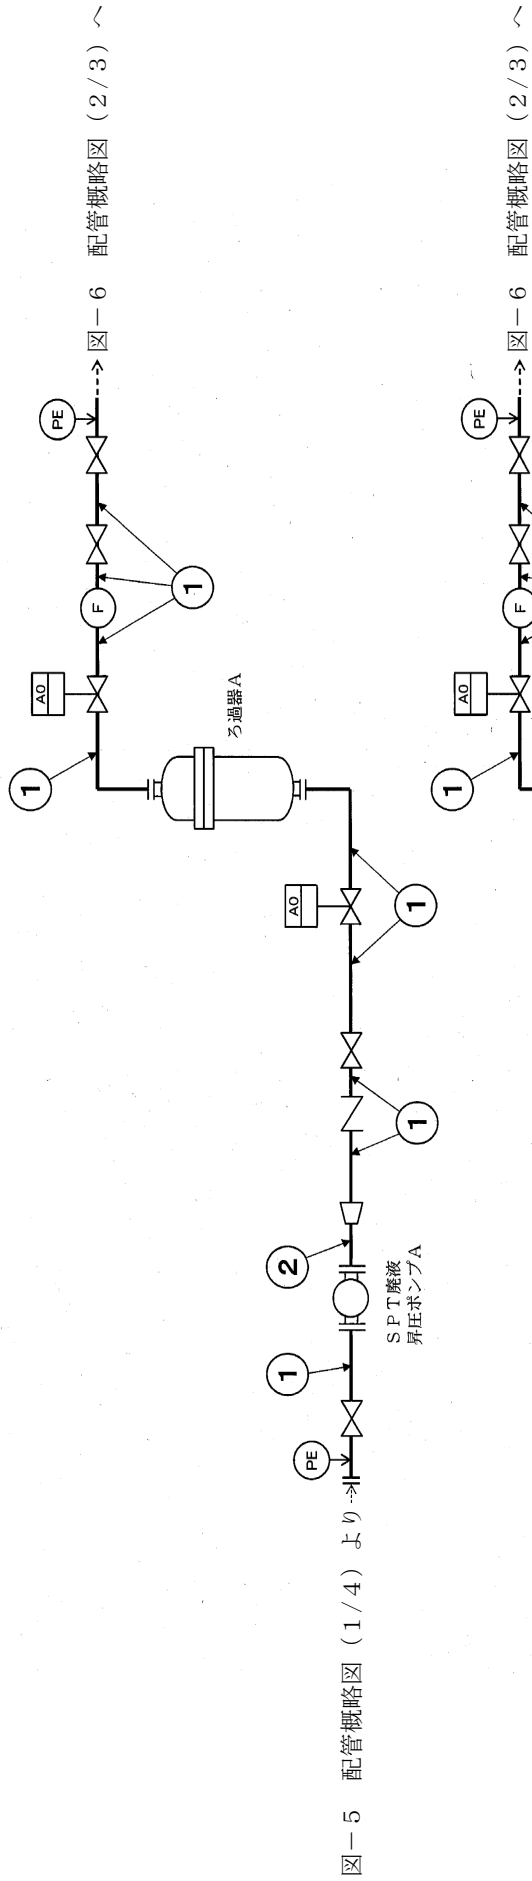 1
AO
PE
F
図－6　配管概略図（2/3）へ
1
ろ過器A
1
2
AO
PE
図－5　配管概略図（1/4）より
SPT廃液
昇圧ポンプA
1
1
1
AO
PE
F
図－6　配管概略図（2/3）へ